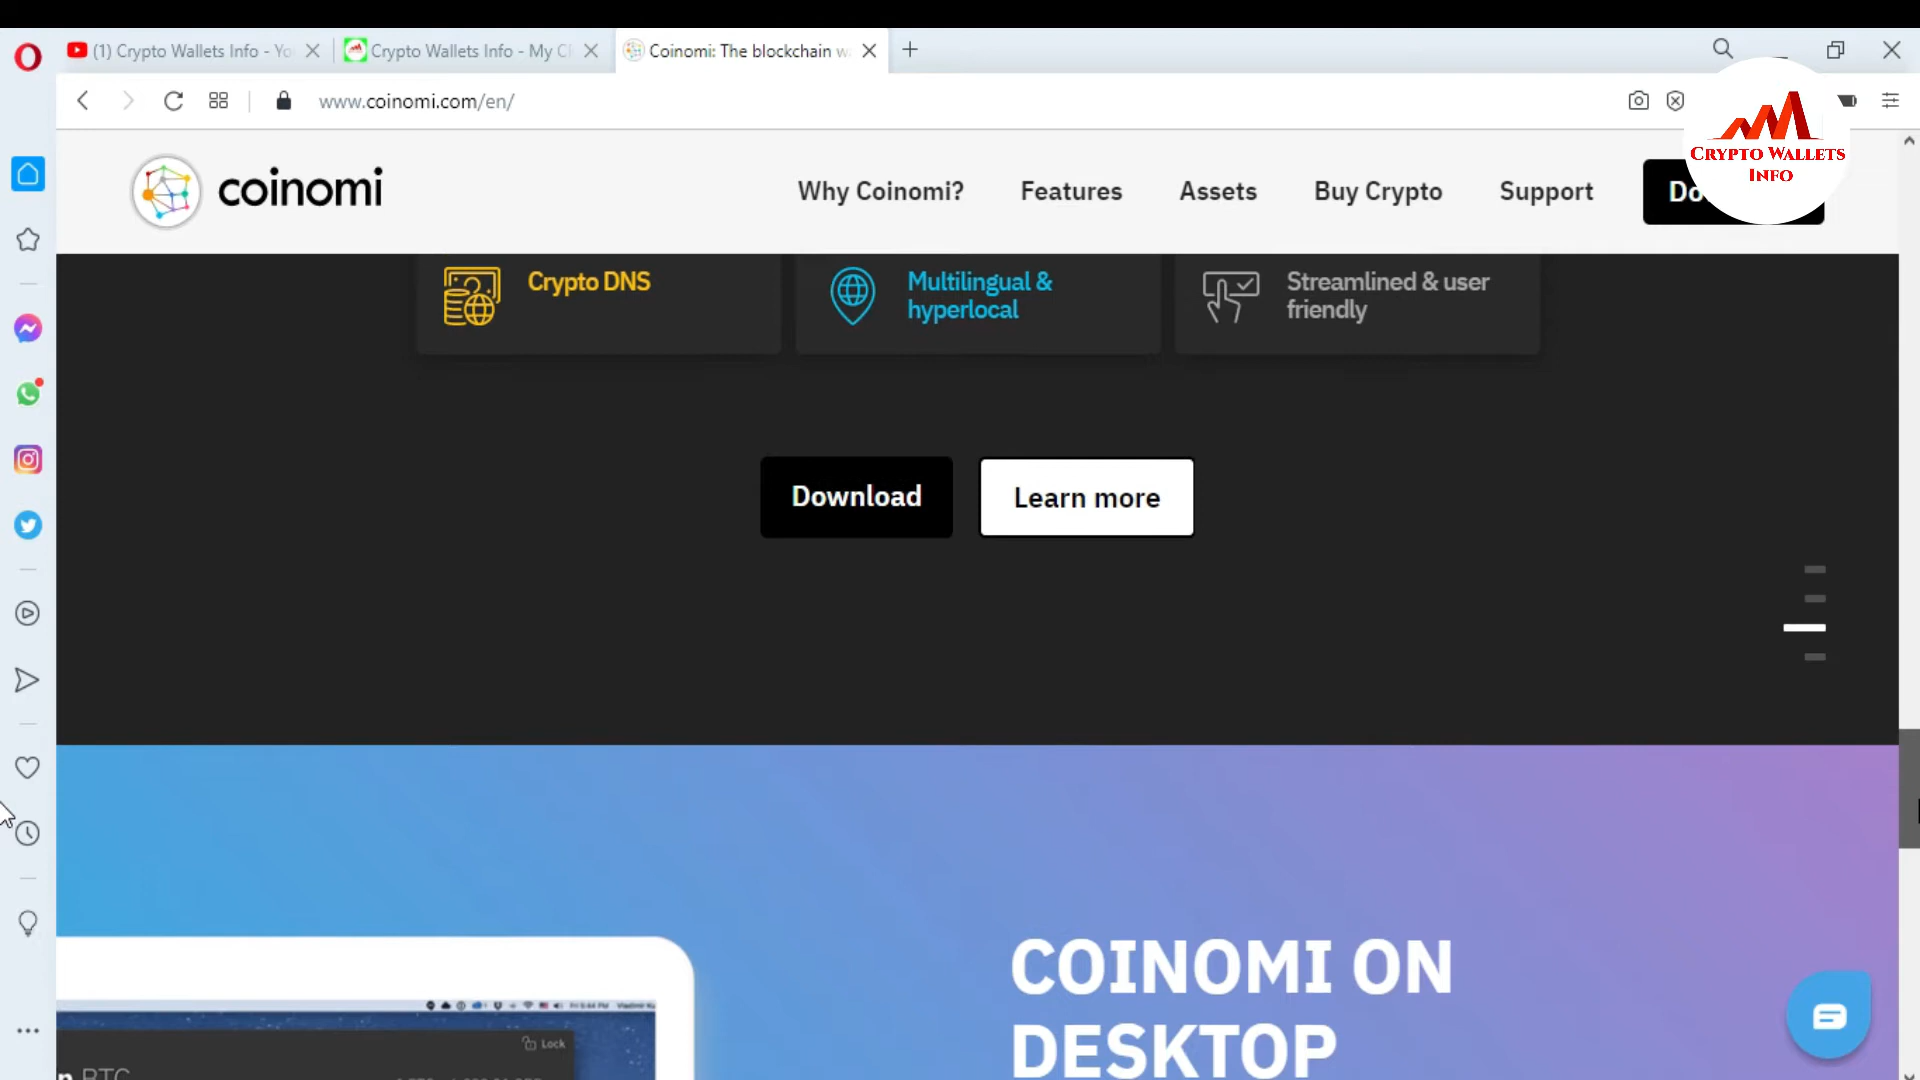 (1) Crypto Wallets Info - Yo
Crypto Wallets Info - My C
Coinomi: The blockchain w
www.coinomi.com/en/
CRYPTO WALLETS
INFO
coinomi
Why Coinomi?
Features
Assets
Buy Crypto
Support
Do
Crypto DNS
Multilingual &
hyperlocal
Streamlined & user
friendly
Download
Learn more
COINOMI ON
DESKTOP
Lock
BTC